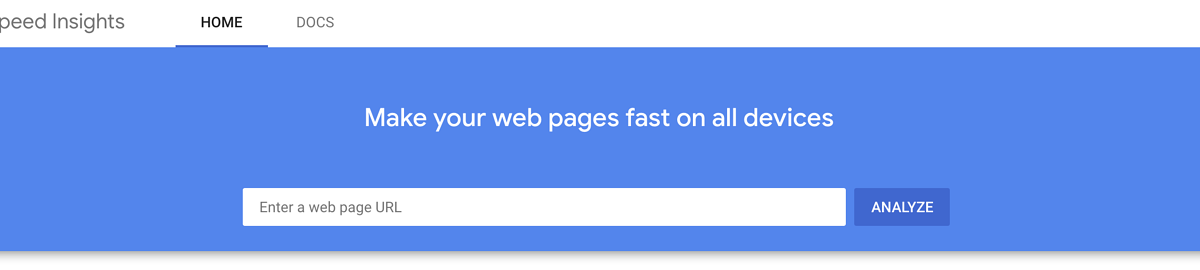 peed Insights HOME DOCS
Make your web pages fast on all devices
Enter a web page URL ANALYZE